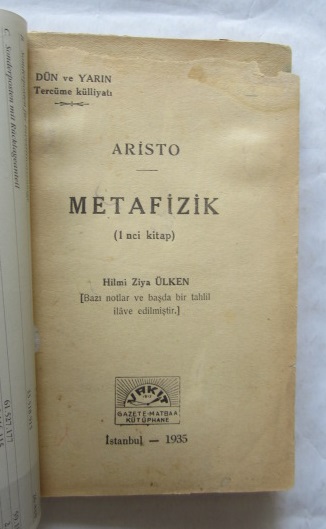 DÜN ve YARIN
Tercüme külliyatı
ARİSTO
METAFİZİK
(I nci kitap)
Hilmi Ziya ÜLKEN
[Bazı notlar ve başda bir tahlil
ilâve edilmiştir.]
VAKIT
GAZETE-MATBAA
KÜTÜPHANE
İstanbul — 1935